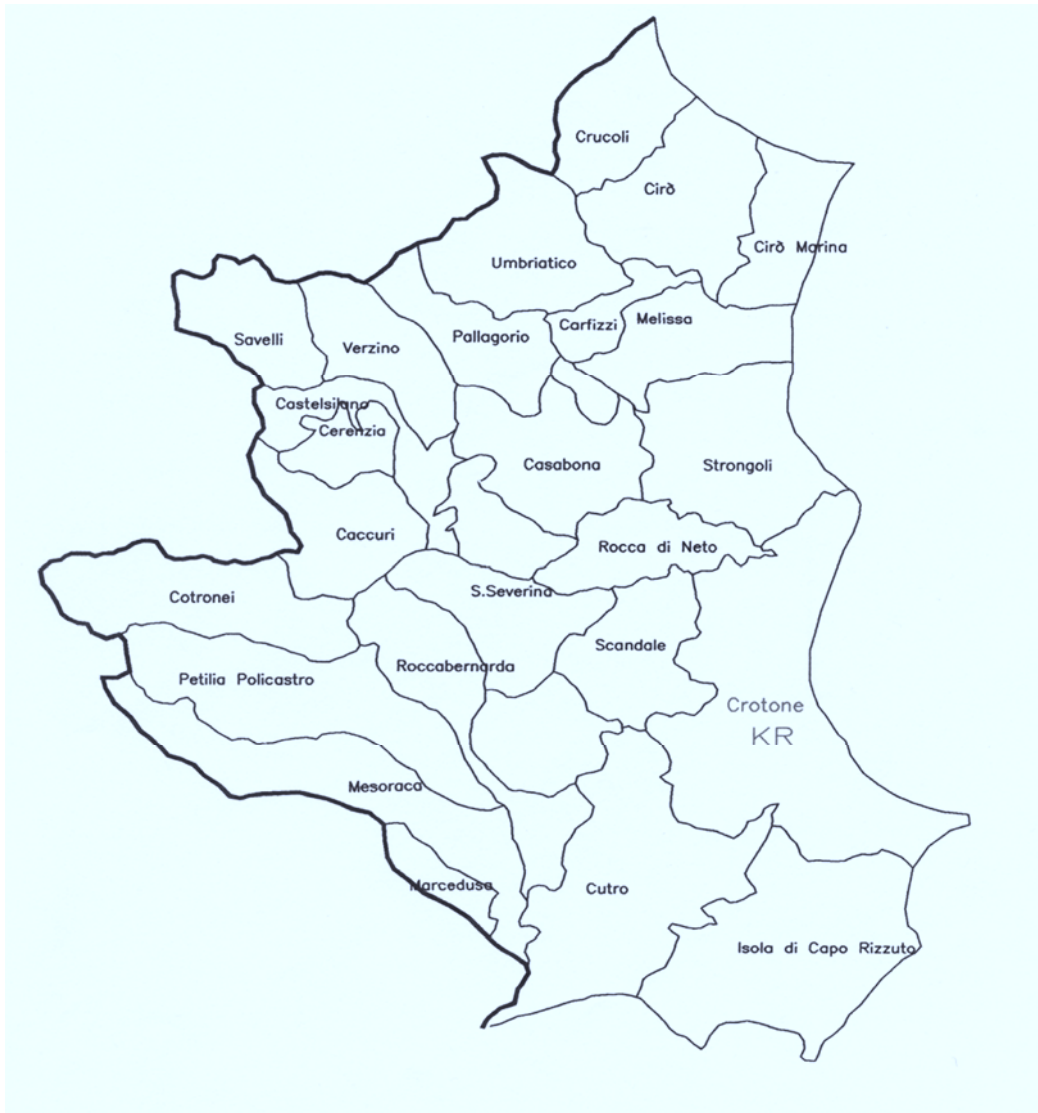 Crucoli
Cirò
Cirò Marina
Umbriatico
Carfizzi
Melissa
Pallagorio
Savelli
Verzino
Castelsilano
Cerenzia
Casabona
Strongoli
Caccuri
Rocca di Neto
S.Severina
Cotronei
Scandale
Roccabernarda
Petilia Policastro
Crotone
KR
Mesoraca
Marcedusa
Cutro
Isola di Capo Rizzuto